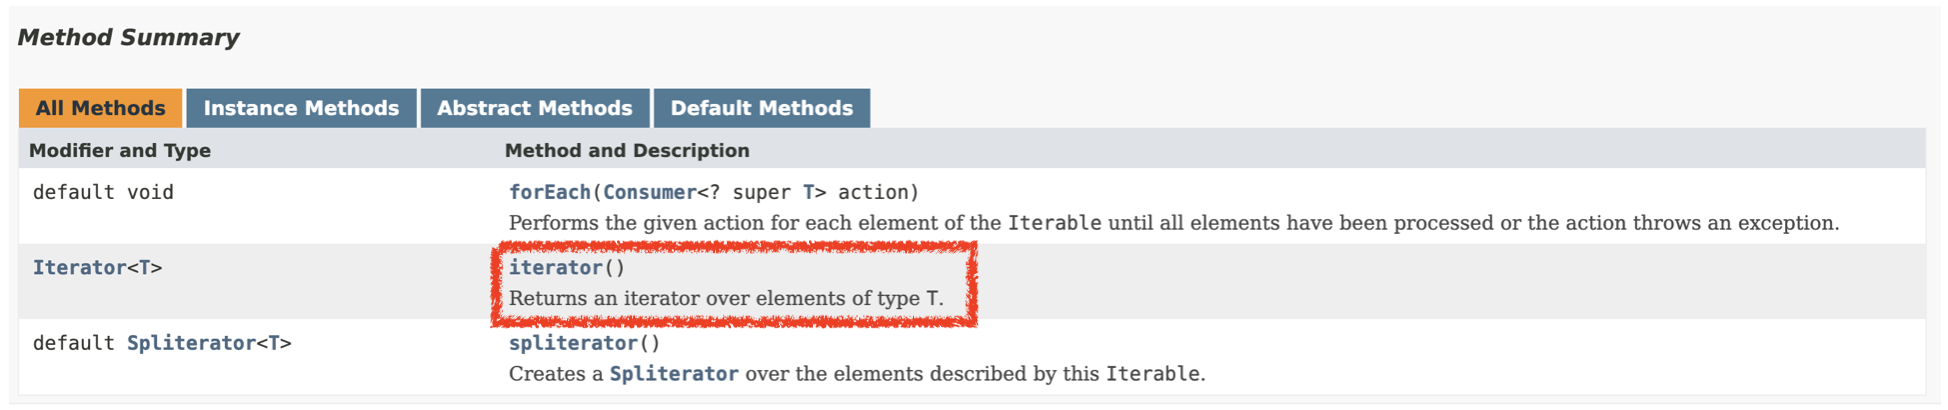 Method Summary
All Methods Instance Methods Abstract Methods Default Methods
Modifier and Type Method and Description
default void forEach(Consumer<? super T> action)
Performs the given action for each element of the Iterable until all elements have been processed or the action throws an exception.
Iterator<T> iterator()
Returns an iterator over elements of type T.
default Spliterator<T> spliterator()
Creates a Spliterator over the elements described by this Iterable.